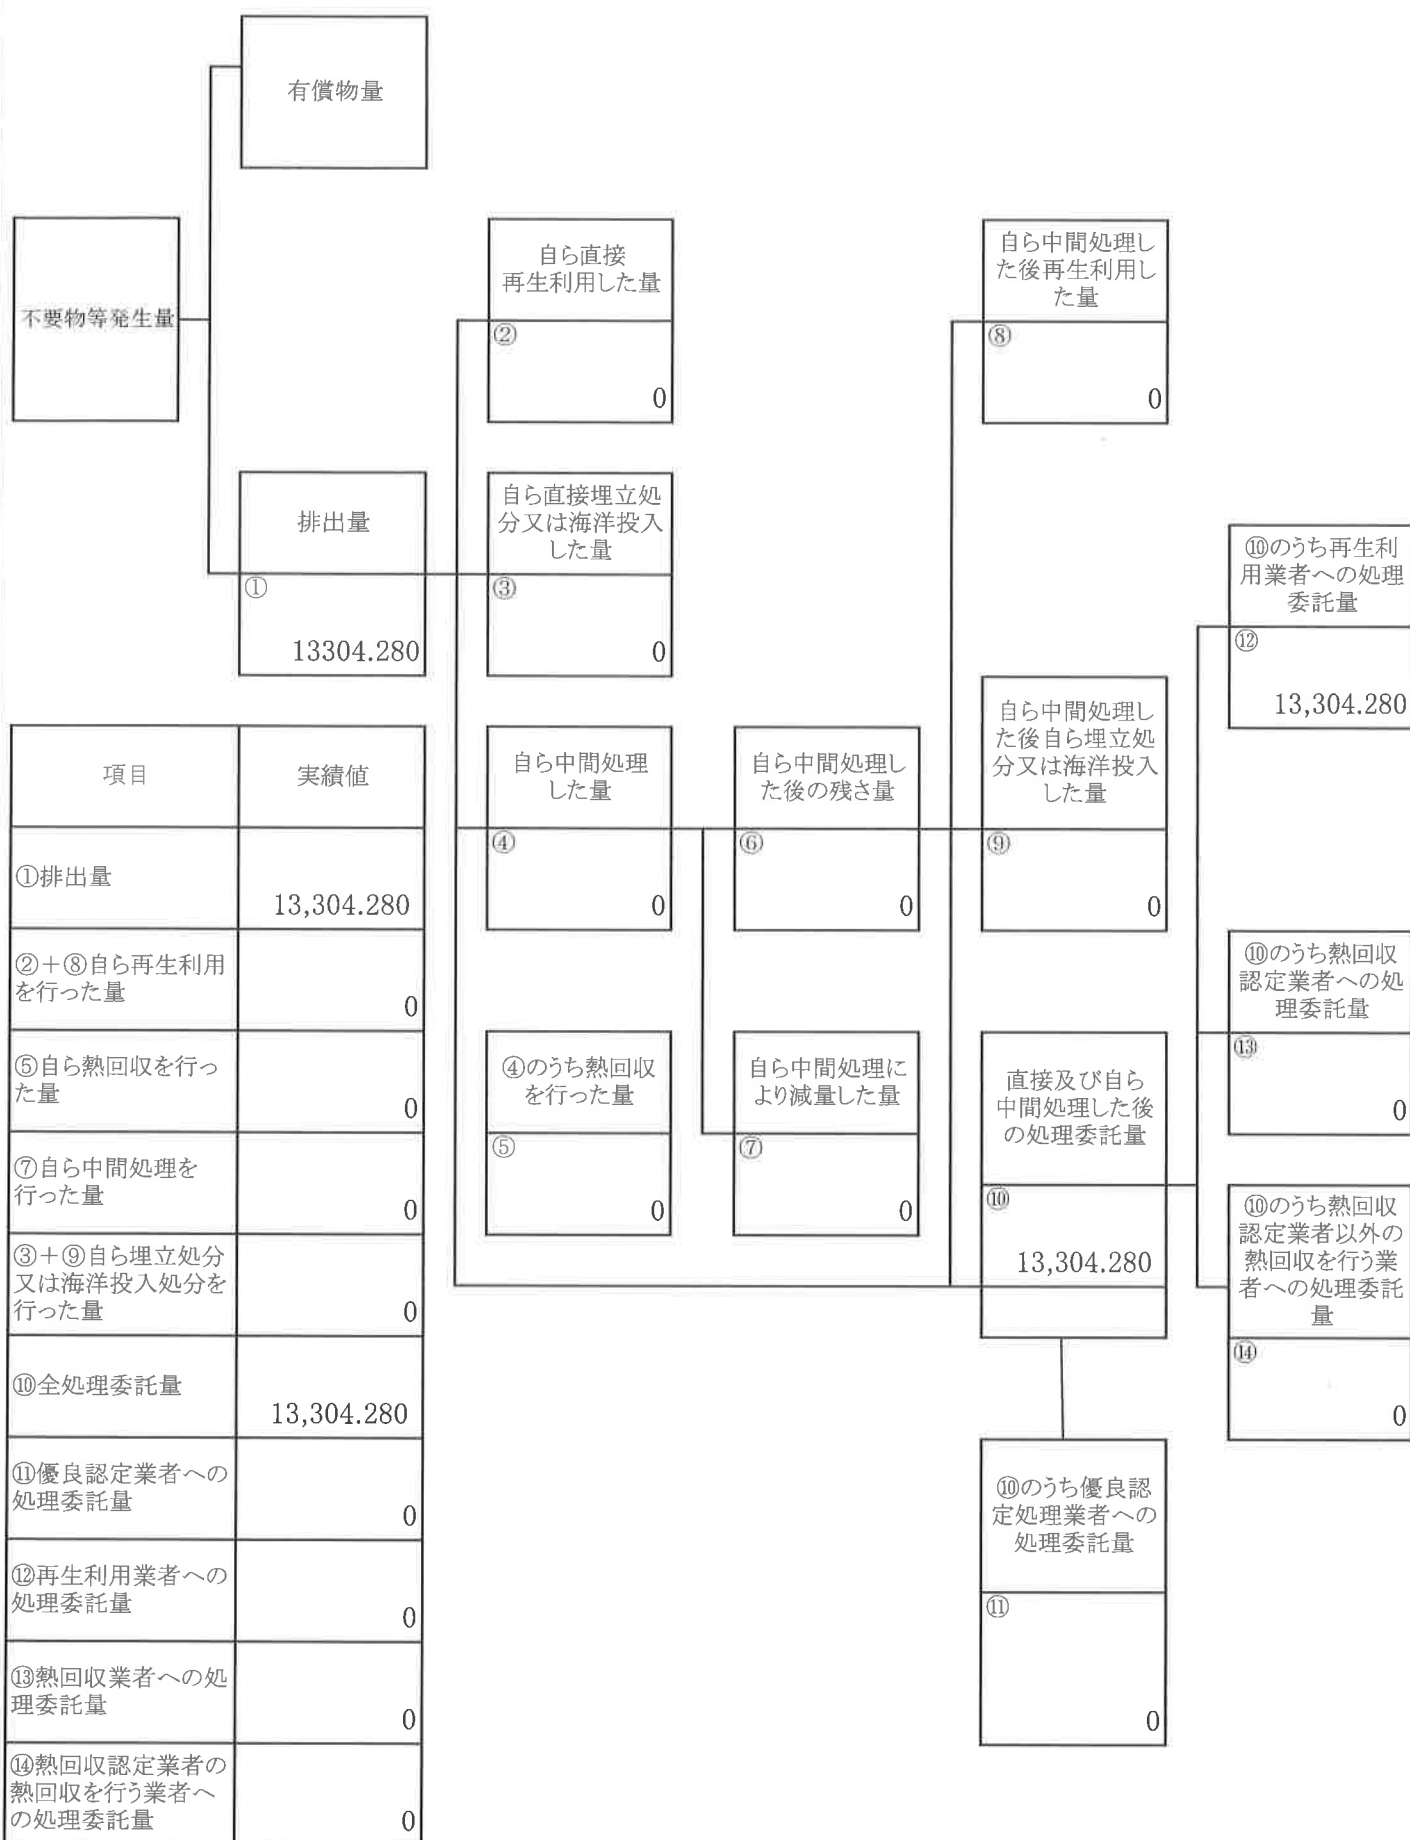 有償物量
不要物等発生量
自ら直接
再生利用した量
②
0
自ら中間処理し
た後再生利用し
た量
⑧
0
排出量
①
13304.280
自ら直接埋立処
分又は海洋投入
した量
③
0
⑩のうち再生利
用業者への処理
委託量
⑫
13,304.280
自ら中間処理
した量
④
0
自ら中間処理し
た後の残さ量
⑥
0
自ら中間処理し
た後自ら埋立処
分又は海洋投入
した量
⑨
0
⑩のうち熱回収
認定業者への処
理委託量
⑬
0
④のうち熱回収
を行った量
⑤
0
自ら中間処理に
より減量した量
⑦
0
直接及び自ら
中間処理した後
の処理委託量
⑩
13,304.280
⑩のうち熱回収
認定業者以外の
熱回収を行う業
者への処理委託
量
⑭
0
⑩のうち優良認
定処理業者への
処理委託量
⑪
0
項目
実績値
①排出量
13,304.280
②＋⑧自ら再生利用
を行った量
0
⑤自ら熱回収を行っ
た量
0
⑦自ら中間処理を
行った量
0
③＋⑨自ら埋立処分
又は海洋投入処分を
行った量
0
⑩全処理委託量
13,304.280
⑪優良認定業者への
処理委託量
0
⑫再生利用業者への
処理委託量
0
⑬熱回収業者への処
理委託量
0
⑭熱回収認定業者の
熱回収を行う業者へ
の処理委託量
0